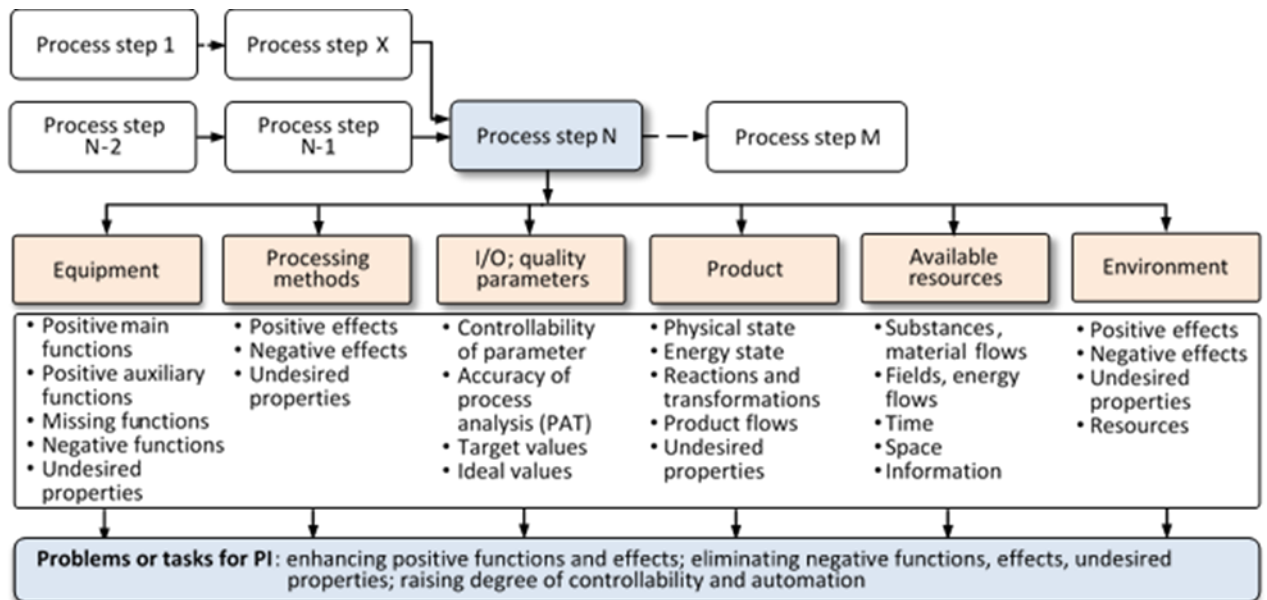 Process step 1
Process step X
Process step
N-2
Process step
N-1
Process step N
Process step M
Equipment
Processing
methods
I/O; quality
parameters
Product
Available
resources
Environment
• Positive main
functions
• Positive auxiliary
functions
• Missing functions
• Negative functions
• Undesired
properties
• Positive effects
• Negative effects
• Undesired
properties
• Controllability
of parameter
• Accuracy of
process
analysis (PAT)
• Target values
• Ideal values
• Physical state
• Energy state
• Reactions and
transformations
• Product flows
• Undesired
properties
• Substances,
material flows
• Fields, energy
flows
• Time
• Space
• Information
• Positive effects
• Negative effects
• Undesired
properties
• Resources
Problems or tasks for PI: enhancing positive functions and effects; eliminating negative functions, effects, undesired
properties; raising degree of controllability and automation